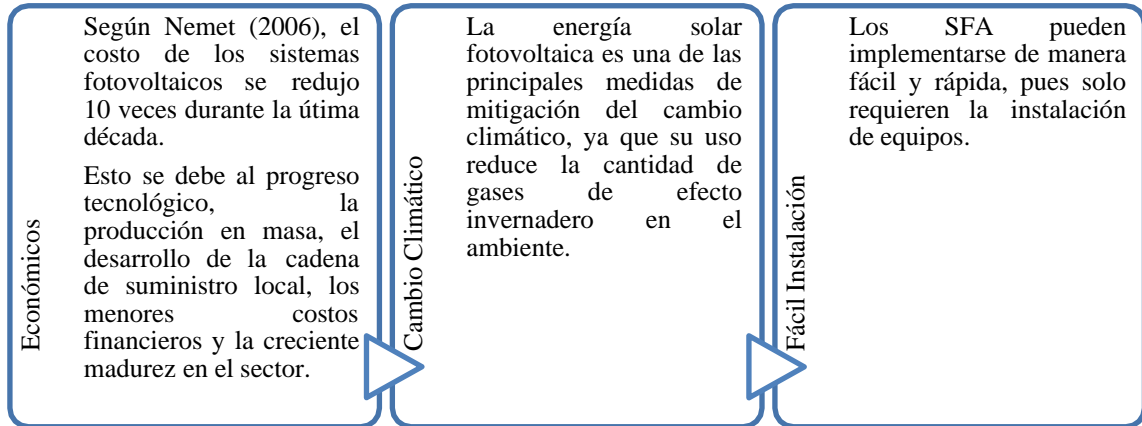 Económicos
Según Nemet (2006), el
costo de los sistemas
fotovoltaicos se redujo
10 veces durante la útima
década.
Esto se debe al progreso
tecnológico, la
producción en masa, el
desarrollo de la cadena
de suministro local, los
menores costos
financieros y la creciente
madurez en el sector.
Cambio Climático
La energía solar
fotovoltaica es una de las
principales medidas de
mitigación del cambio
climático, ya que su uso
reduce la cantidad de
gases de efecto
invernadero en el
ambiente.
Fácil Instalación
Los SFA pueden
implementarse de manera
fácil y rápida, pues solo
requieren la instalación
de equipos.